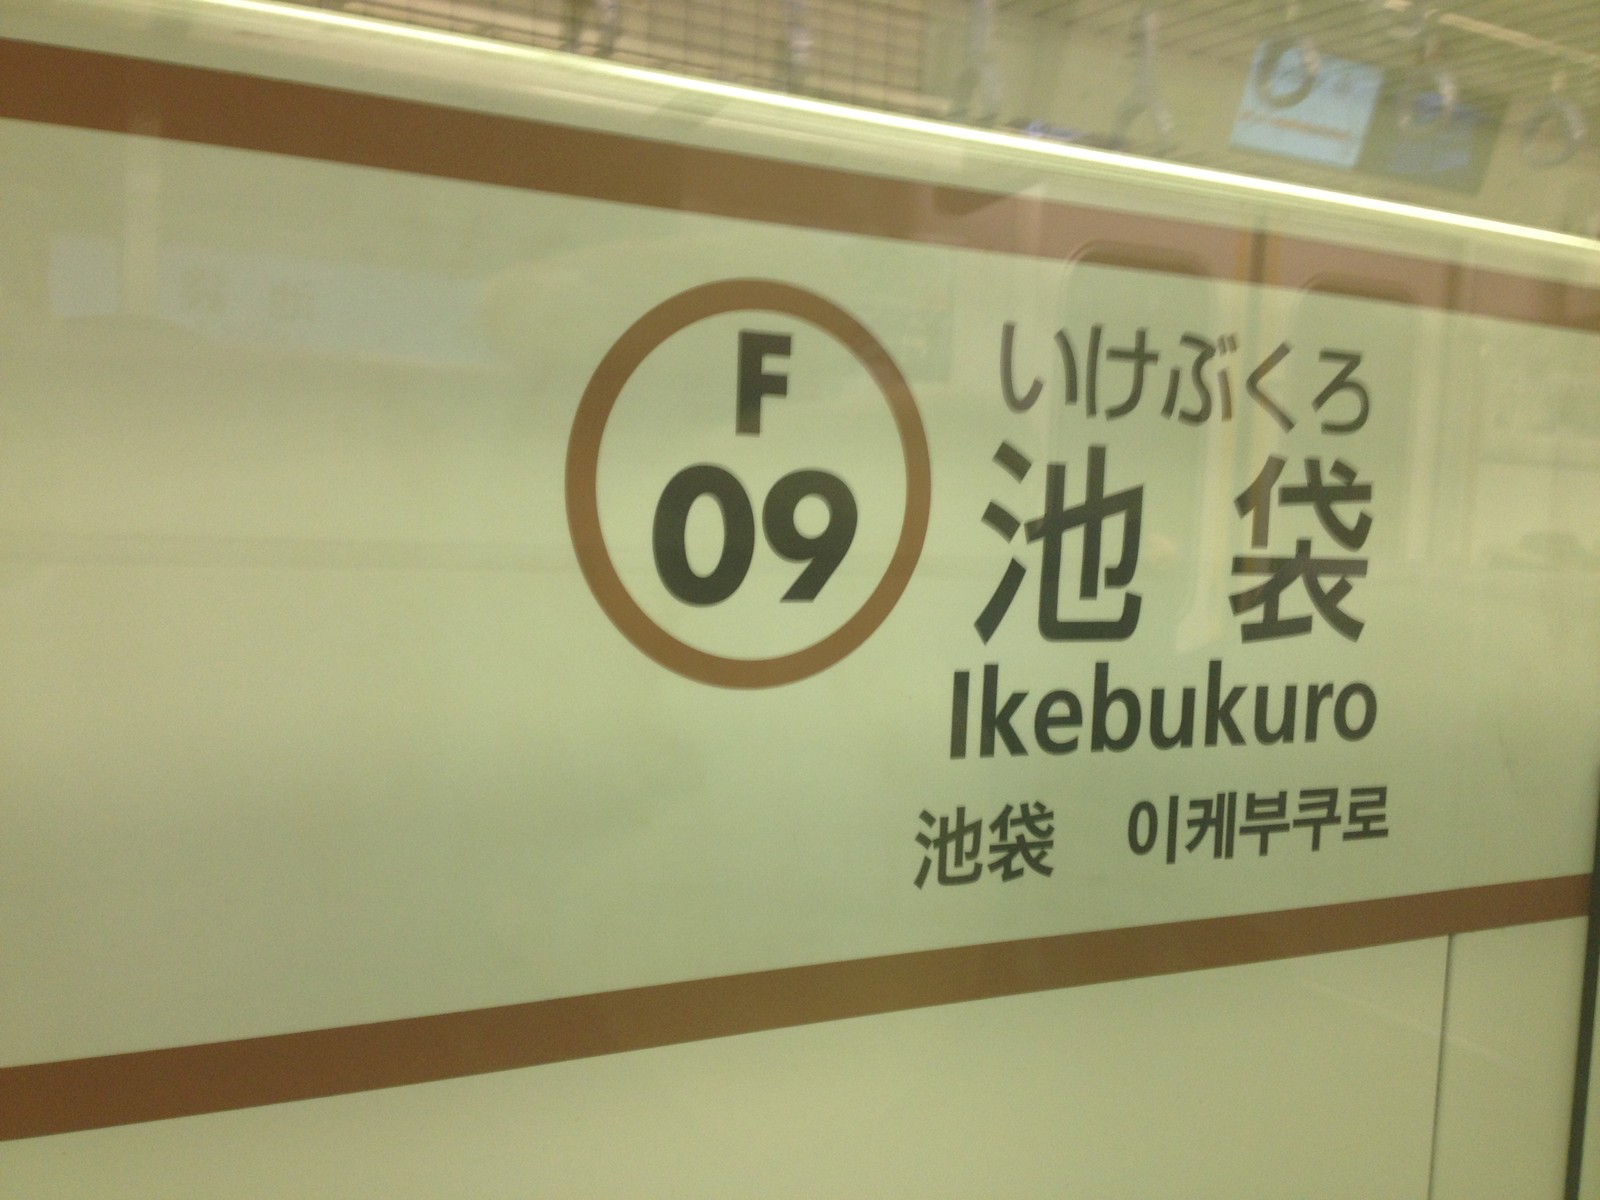 F
09
いけぶくろ
池袋
Ikebukuro
池袋 이케부쿠로